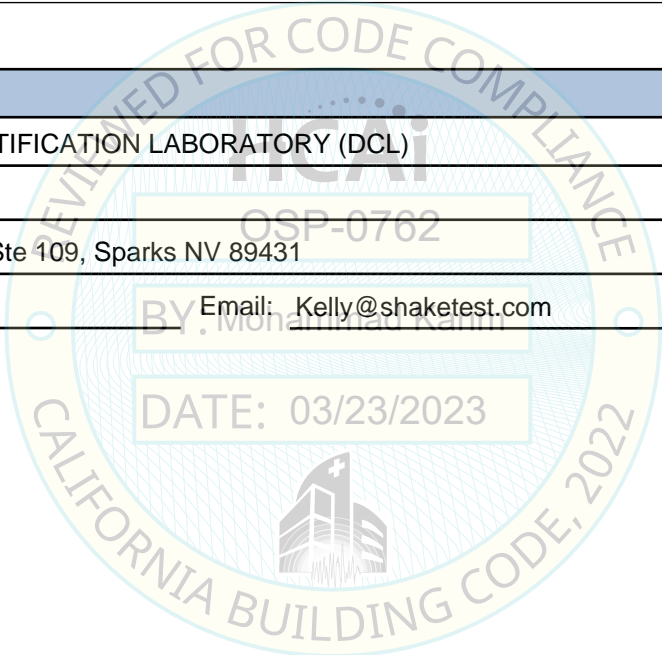 REVIEWED FOR CODE COMPLIANCE
HCAi
TIFICATION LABORATORY (DCL)
OSP-0762
Ste 109, Sparks NV 89431
Email: Kelly@shaketest.com
BY: Mohammad Karim
DATE: 03/23/2023
CALIFORNIA BUILDING CODE, 2022